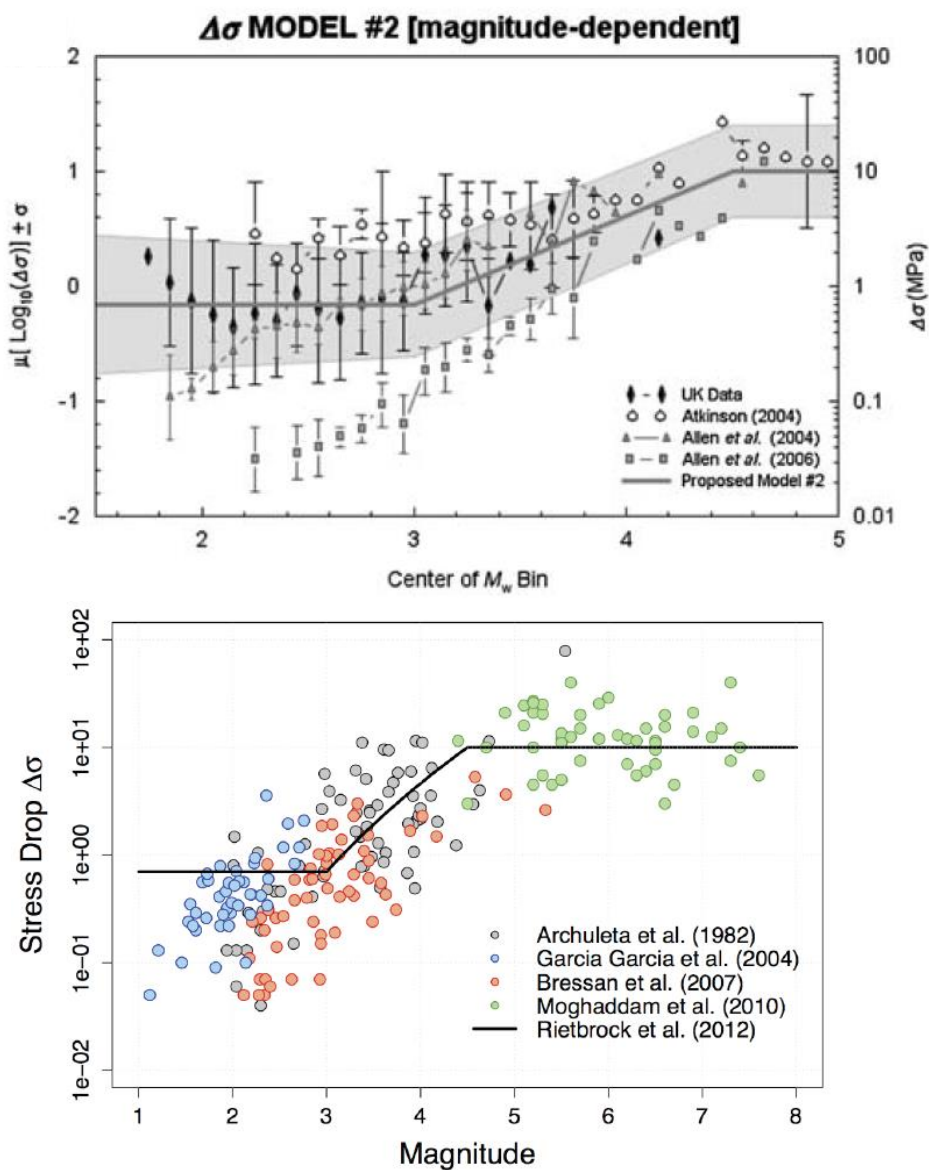 Δσ MODEL #2 [magnitude-dependent]
2
1
0
-1
-2
μ[ Log₁₀(Δσ)] ± σ
100
10
1
0.1
0.01
Δσ (MPa)
UK Data
Atkinson (2004)
Allen et al. (2004)
Allen et al. (2006)
Proposed Model #2
2 3 4 5
Center of Mw Bin
1e+02
1e+01
1e+00
1e−01
1e−02
Stress Drop Δσ
Archuleta et al. (1982)
Garcia Garcia et al. (2004)
Bressan et al. (2007)
Moghaddam et al. (2010)
Rietbrock et al. (2012)
1 2 3 4 5 6 7 8
Magnitude